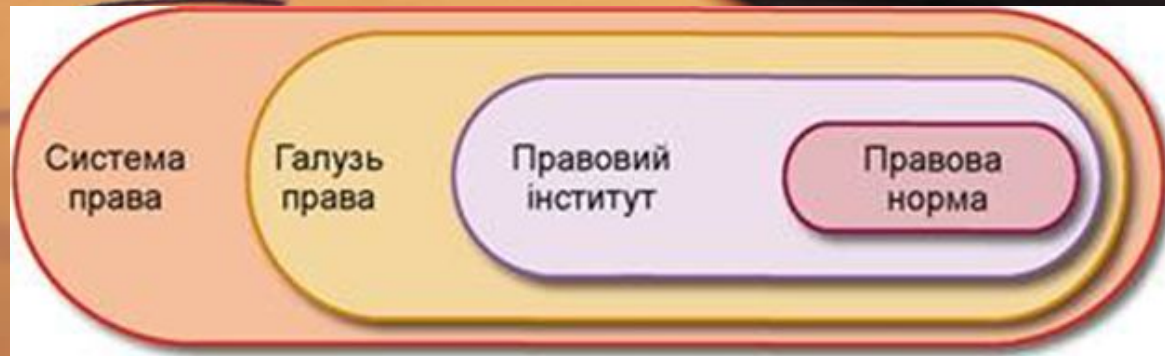 Система
права
Галузь
права
Правовий
інститут
Правова
норма